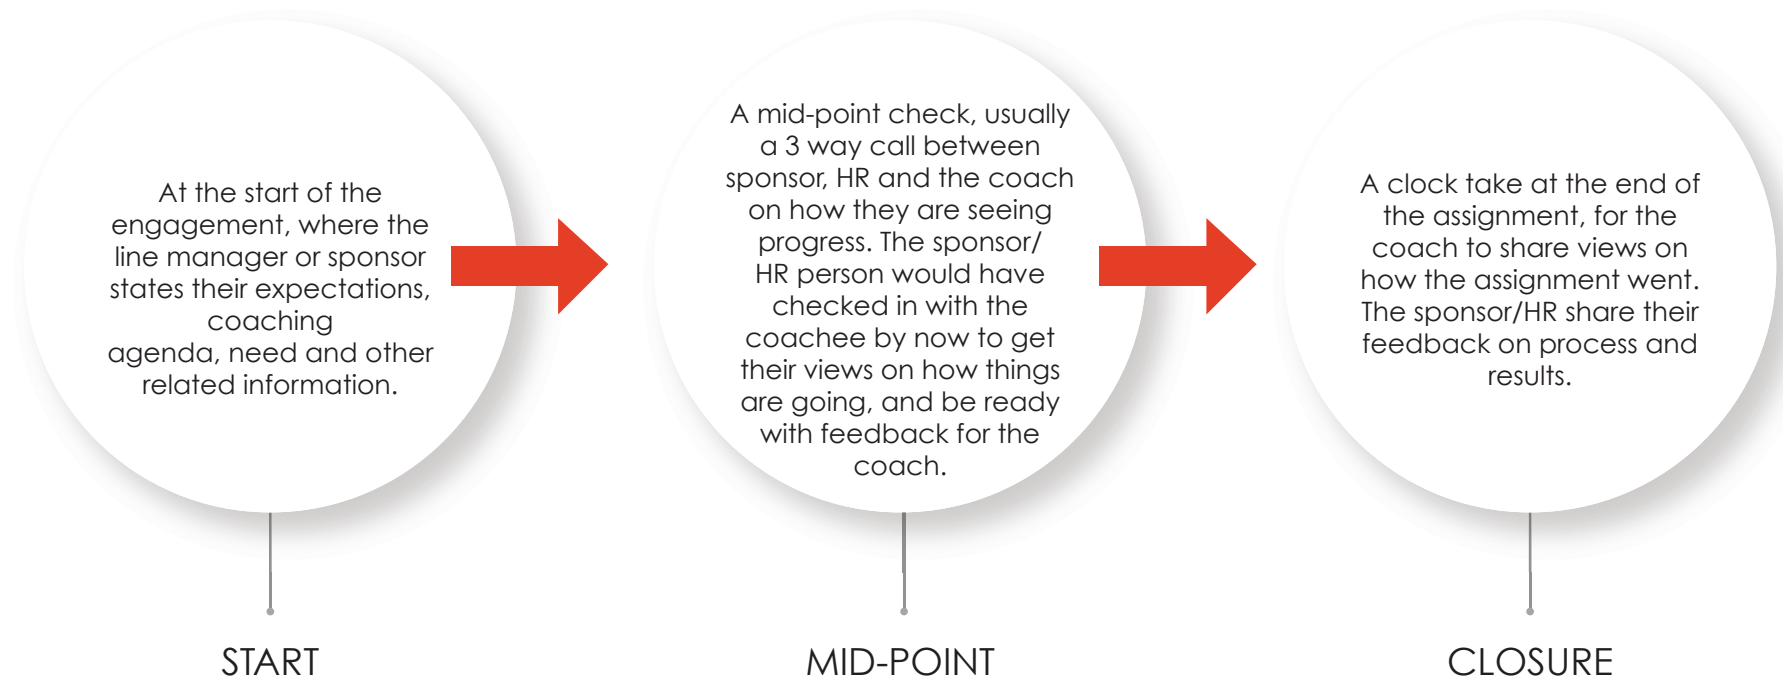 At the start of the
engagement, where the
line manager or sponsor
states their expectations,
coaching
agenda, need and other
related information.
START
A mid-point check, usually
a 3 way call between
sponsor, HR and the coach
on how they are seeing
progress. The sponsor/
HR person would have
checked in with the
coachee by now to get
their views on how things
are going, and be ready
with feedback for the
coach.
MID-POINT
A clock take at the end of
the assignment, for the
coach to share views on
how the assignment went.
The sponsor/HR share their
feedback on process and
results.
CLOSURE